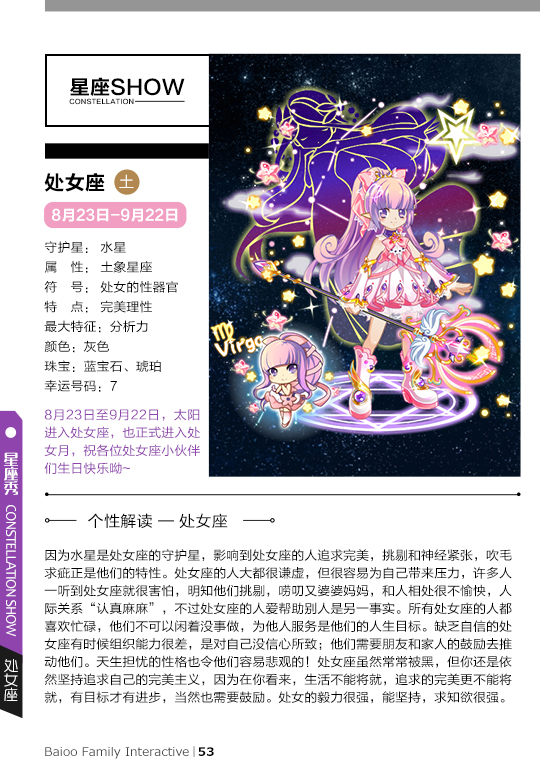 星座SHOW
CONSTELLATION
处女座 土
8月23日-9月22日
守护星： 水星
属 性： 土象星座
符 号： 处女的性器官
特 点： 完美理性
最大特征：分析力
颜色：灰色
珠宝：蓝宝石、琥珀
幸运号码：7
8月23日至9月22日，太阳
进入处女座，也正式进入处
女月，祝各位处女座小伙伴
们生日快乐呦~
♍
Virgo
个性解读 — 处女座
因为水星是处女座的守护星，影响到处女座的人追求完美，挑剔和神经紧张，吹毛
求疵正是他们的特性。处女座的人大都很谦虚，但很容易为自己带来压力，许多人
一听到处女座就很害怕，明知他们挑剔，唠叨又婆婆妈妈，和人相处很不愉快，人
际关系“认真麻麻”，不过处女座的人爱帮助别人是另一事实。所有处女座的人都
喜欢忙碌，他们不可以闲着没事做，为他人服务是他们的人生目标。缺乏自信的处
女座有时候组织能力很差，是对自己没信心所致；他们需要朋友和家人的鼓励去推
动他们。天生担忧的性格也令他们容易悲观的！处女座虽然常常被黑，但你还是依
然坚持追求自己的完美主义，因为在你看来，生活不能将就，追求的完美更不能将
就，有目标才有进步，当然也需要鼓励。处女的毅力很强，能坚持，求知欲很强。
星座秀 CONSTELLATION SHOW
处女座
Baioo Family Interactive | 53